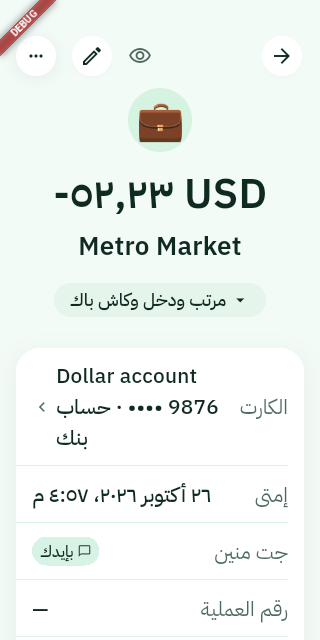 DEBUG
-٥٢,٢٣ USD
Metro Market
مرتب ودخل وكاش باك
الكارت
Dollar account
حساب · •••• 9876
بنك
إمتى
٢٦ أكتوبر ٢٠٢٦، ٤:٥٧ م
جت منين
بإيدك
رقم العملية
—